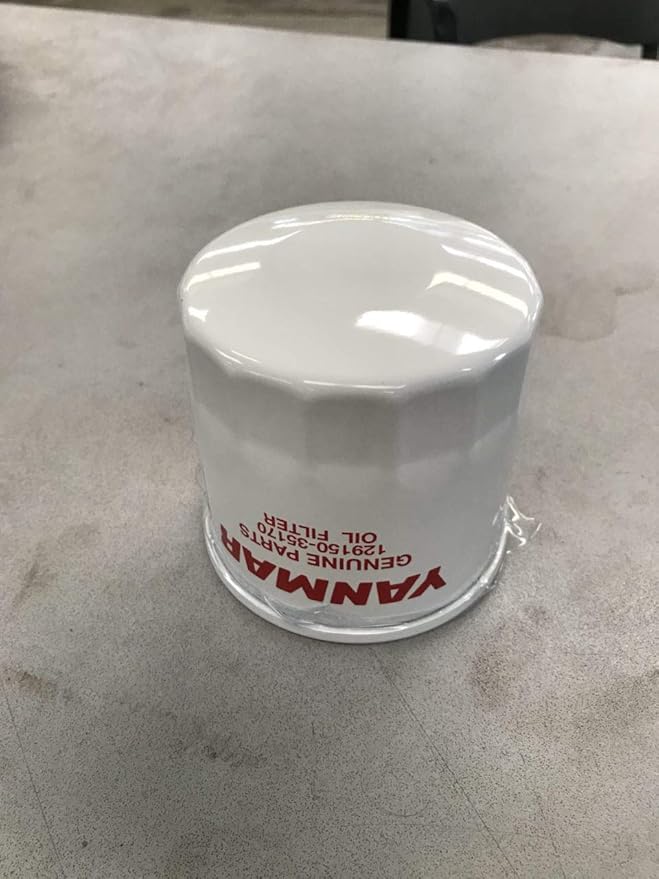 YANMAR
GENUINE PARTS
129150-35170
OIL FILTER